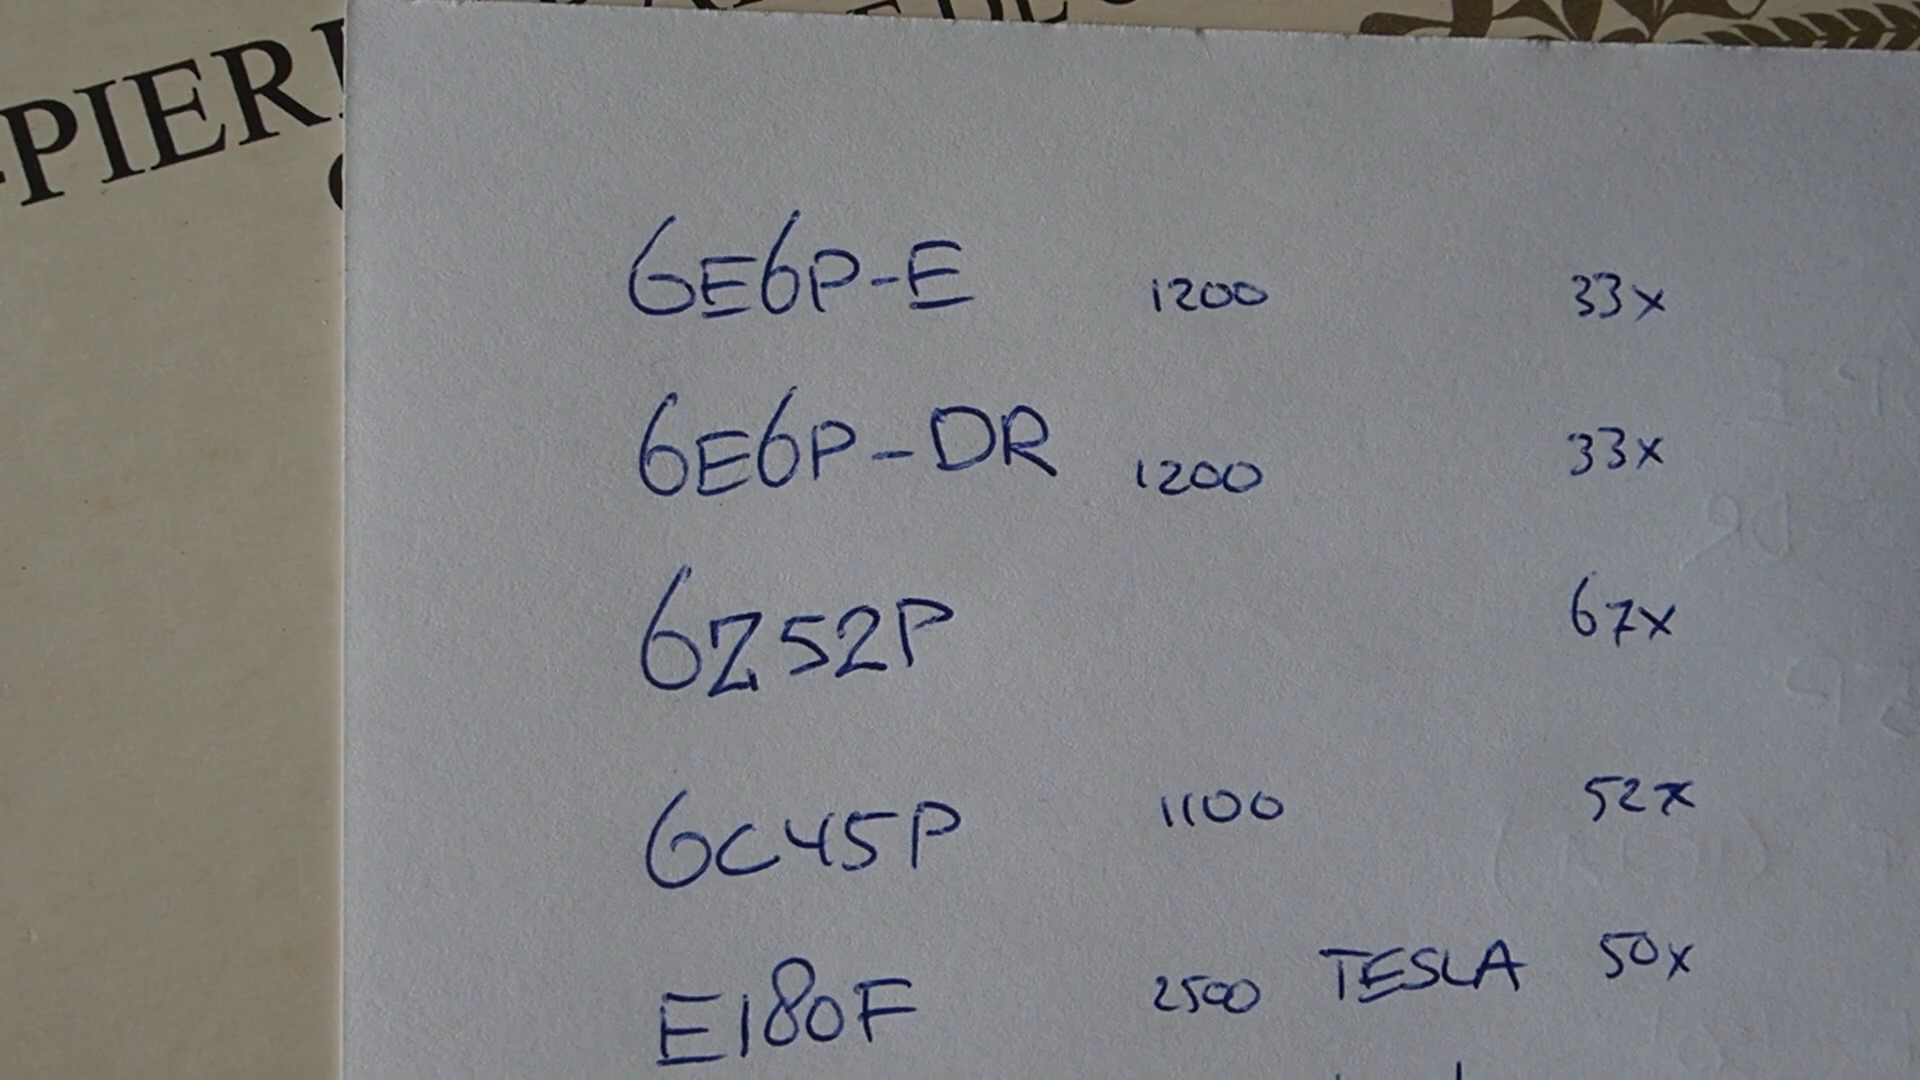 PIER
6E6P-E 1200 33x
6E6P-DR 1200 33x
6Z52P 67x
6C45P 1100 52x
E180F 2500 TESLA 50x